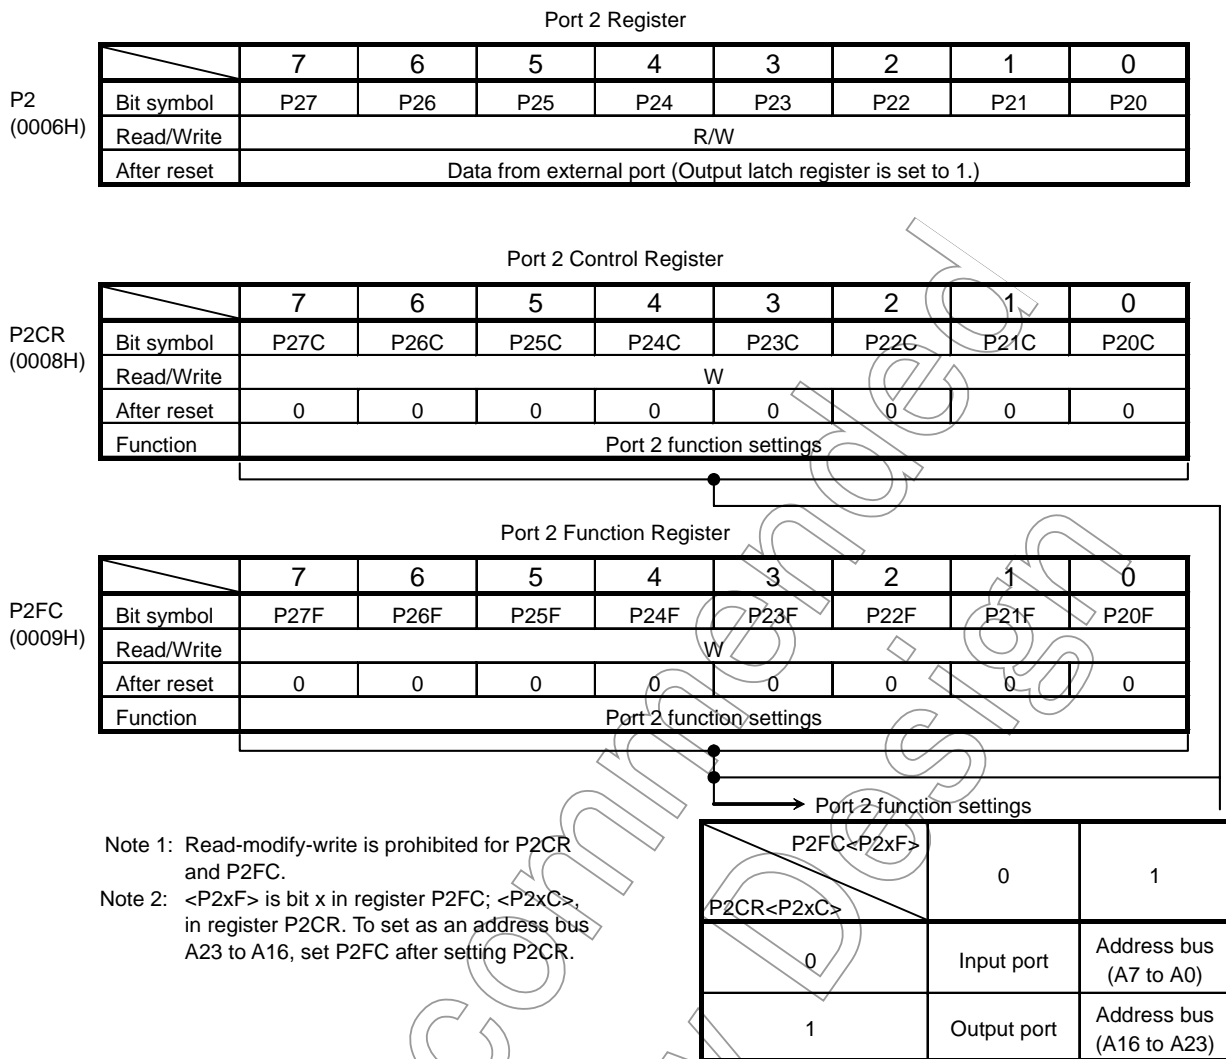 Port 2 Register
7 6 5 4 3 2 1 0
P2
(0006H)
Bit symbol P27 P26 P25 P24 P23 P22 P21 P20
Read/Write R/W
After reset Data from external port (Output latch register is set to 1.)
Port 2 Control Register
7 6 5 4 3 2 1 0
P2CR
(0008H)
Bit symbol P27C P26C P25C P24C P23C P22C P21C P20C
Read/Write W
After reset 0 0 0 0 0 0 0 0
Function Port 2 function settings
Port 2 Function Register
7 6 5 4 3 2 1 0
P2FC
(0009H)
Bit symbol P27F P26F P25F P24F P23F P22F P21F P20F
Read/Write W
After reset 0 0 0 0 0 0 0 0
Function Port 2 function settings
Note 1: Read-modify-write is prohibited for P2CR
and P2FC.
Note 2: <P2xF> is bit x in register P2FC; <P2xC>,
in register P2CR. To set as an address bus
A23 to A16, set P2FC after setting P2CR.
Port 2 function settings
P2FC<P2xF>
P2CR<P2xC>
0 1
0 Input port Address bus
(A7 to A0)
1 Output port Address bus
(A16 to A23)
commended
Design